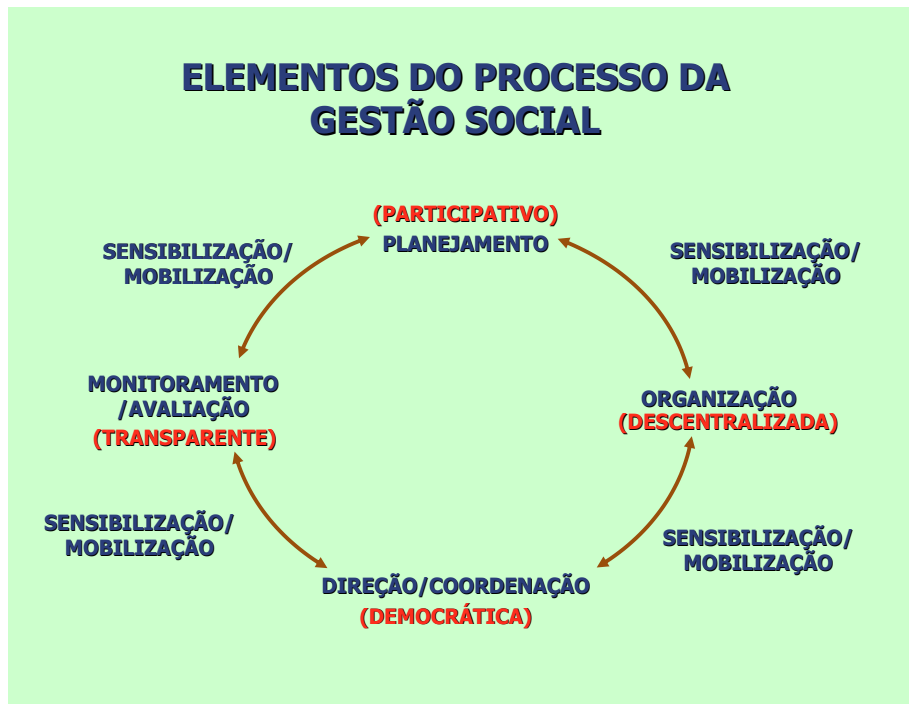 ELEMENTOS DO PROCESSO DA
GESTÃO SOCIAL
(PARTICIPATIVO)
PLANEJAMENTO
SENSIBILIZAÇÃO/
MOBILIZAÇÃO
SENSIBILIZAÇÃO/
MOBILIZAÇÃO
MONITORAMENTO
/AVALIAÇÃO
(TRANSPARENTE)
ORGANIZAÇÃO
(DESCENTRALIZADA)
SENSIBILIZAÇÃO/
MOBILIZAÇÃO
SENSIBILIZAÇÃO/
MOBILIZAÇÃO
DIREÇÃO/COORDENAÇÃO
(DEMOCRÁTICA)